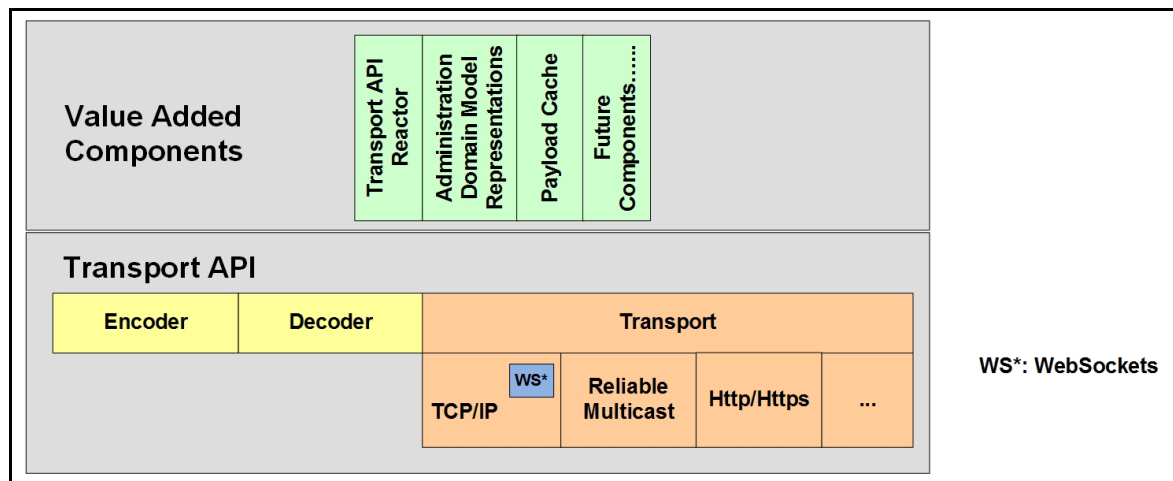 Value Added
Components
Transport API
Reactor
Administration
Domain Model
Representations
Payload Cache
Future
Components......
Transport API
Encoder
Decoder
Transport
TCP/IP
WS*
Reliable
Multicast
Http/Https
...
WS*: WebSockets